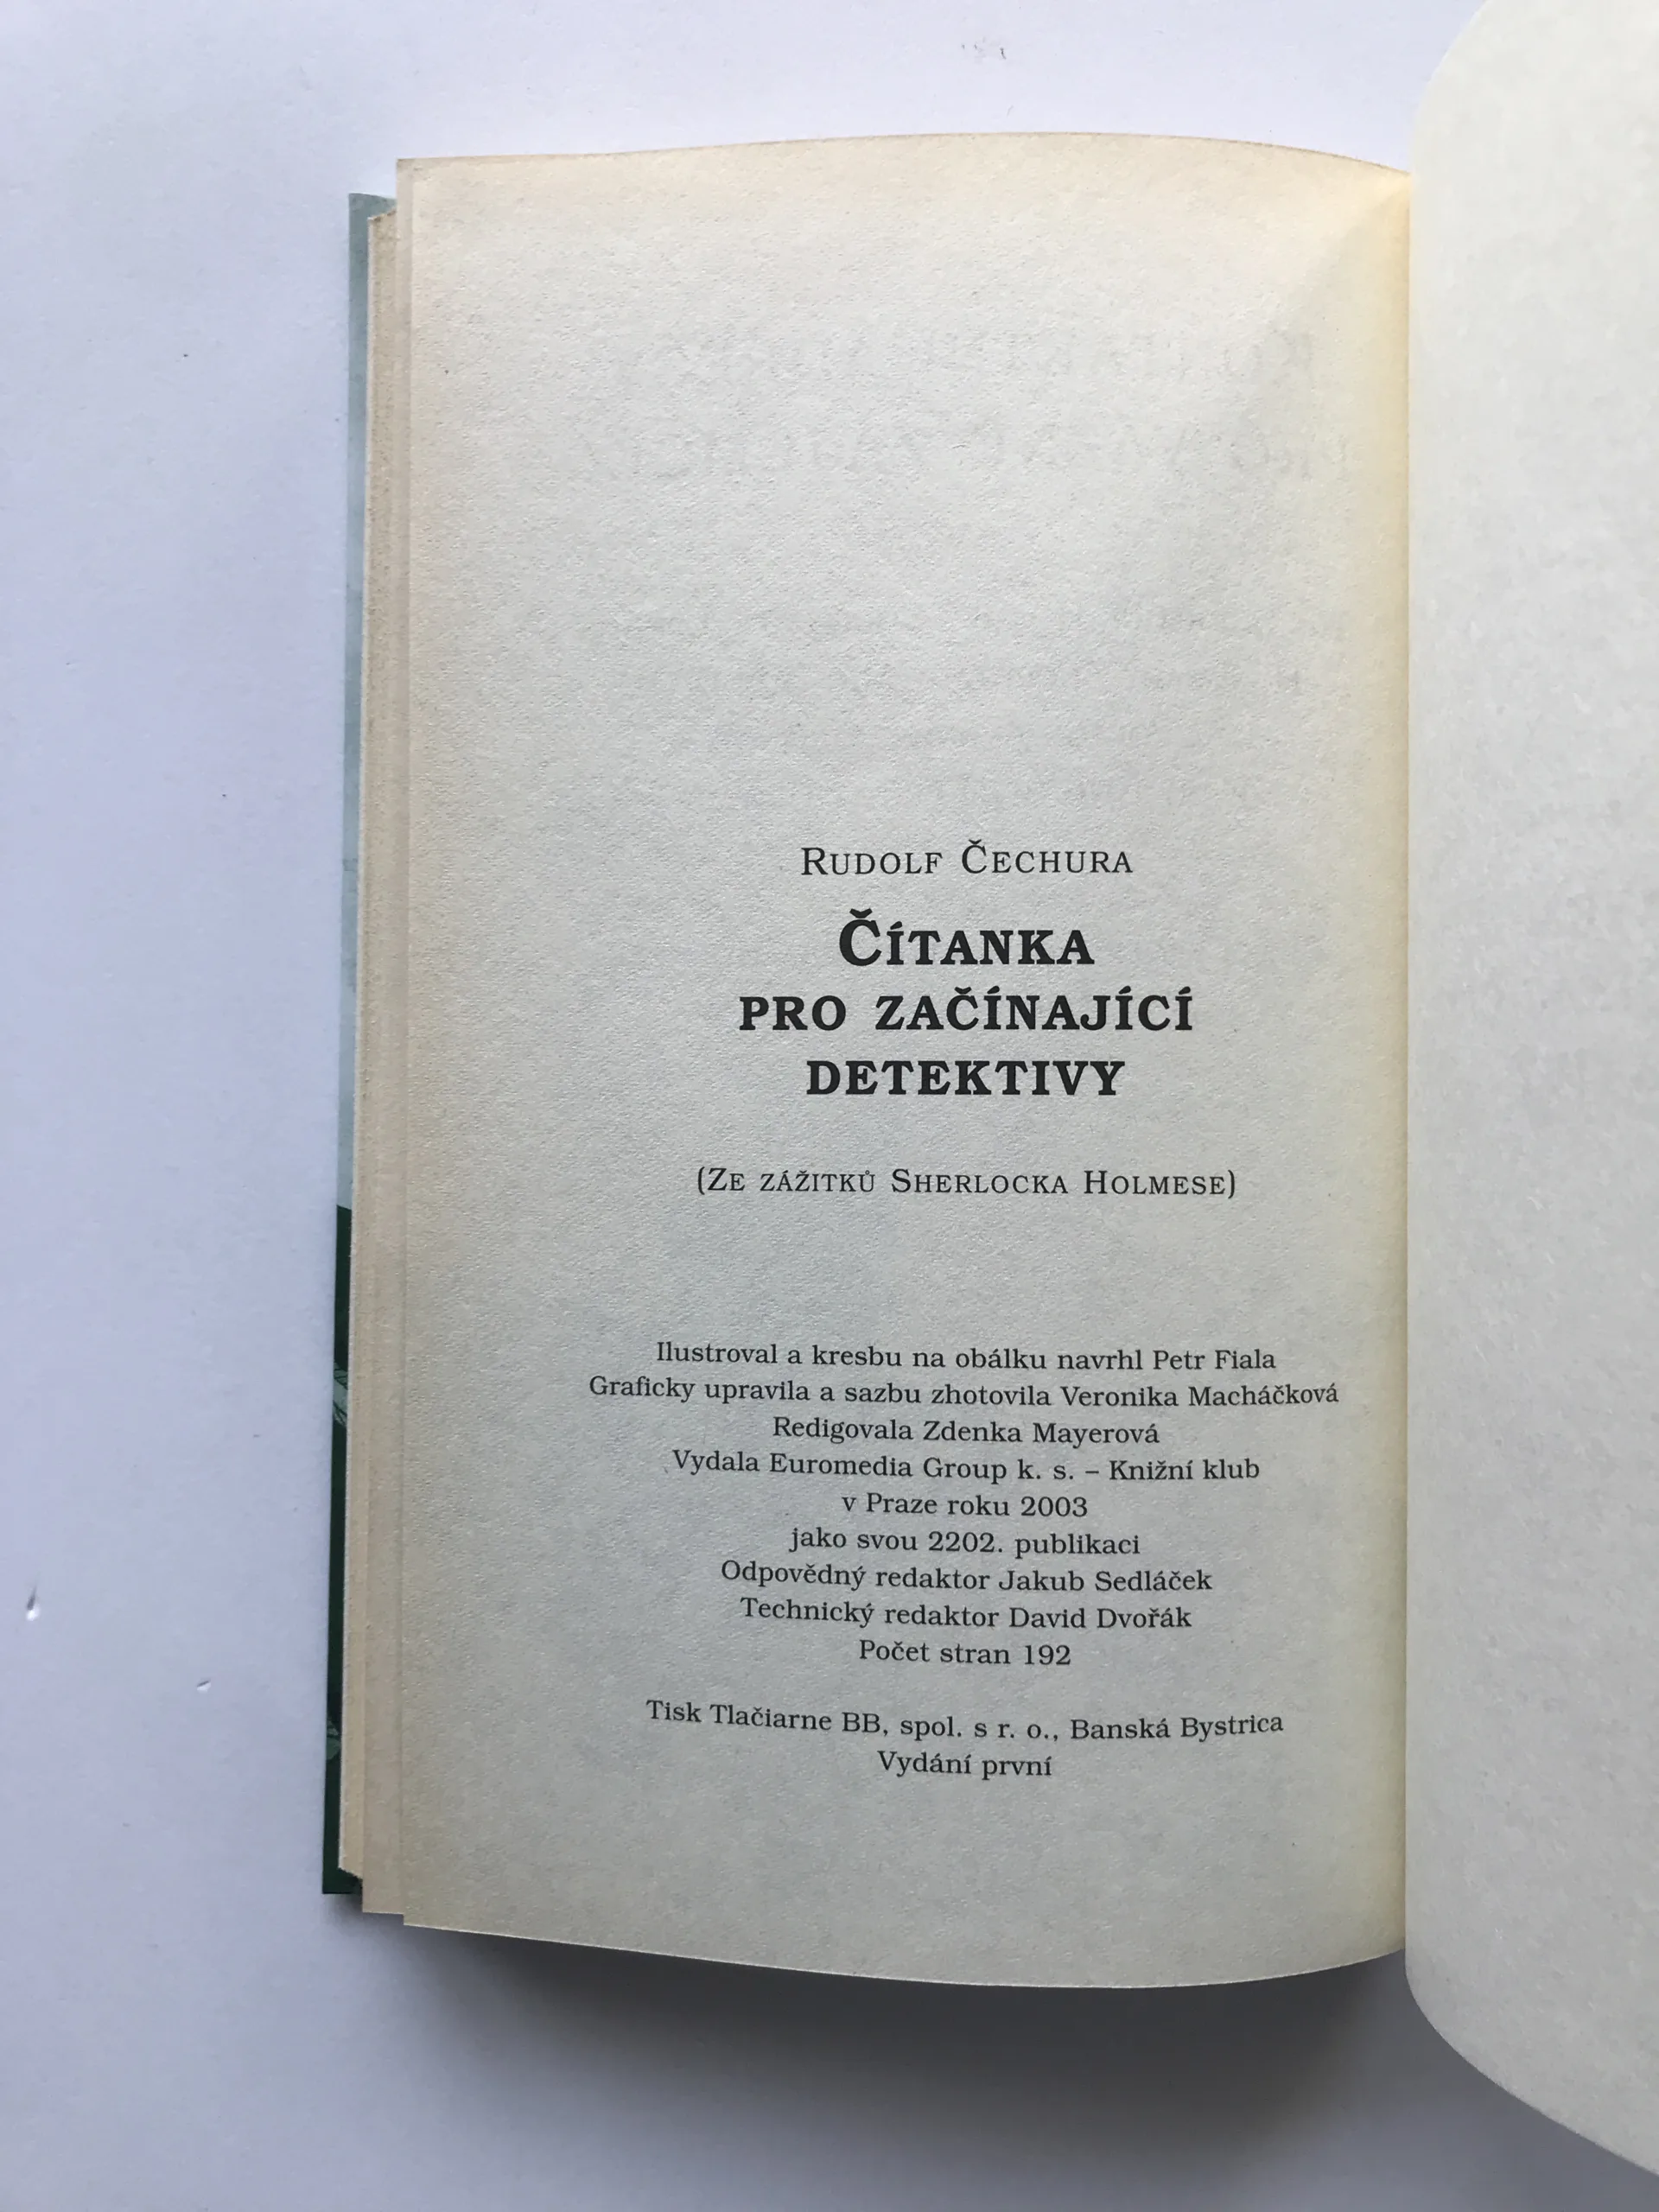 RUDOLF ČECHURA
ČÍTANKA
PRO ZAČÍNAJÍCÍ
DETEKTIVY
(ZE ZÁŽITKŮ SHERLOCKA HOLMESE)
Ilustroval a kresbu na obálku navrhl Petr Fiala
Graficky upravila a sazbu zhotovila Veronika Macháčková
Redigovala Zdenka Mayerová
Vydala Euromedia Group k. s. – Knižní klub
v Praze roku 2003
jako svou 2202. publikaci
Odpovědný redaktor Jakub Sedláček
Technický redaktor David Dvořák
Počet stran 192
Tisk Tlačiarne BB, spol. s r. o., Banská Bystrica
Vydání první